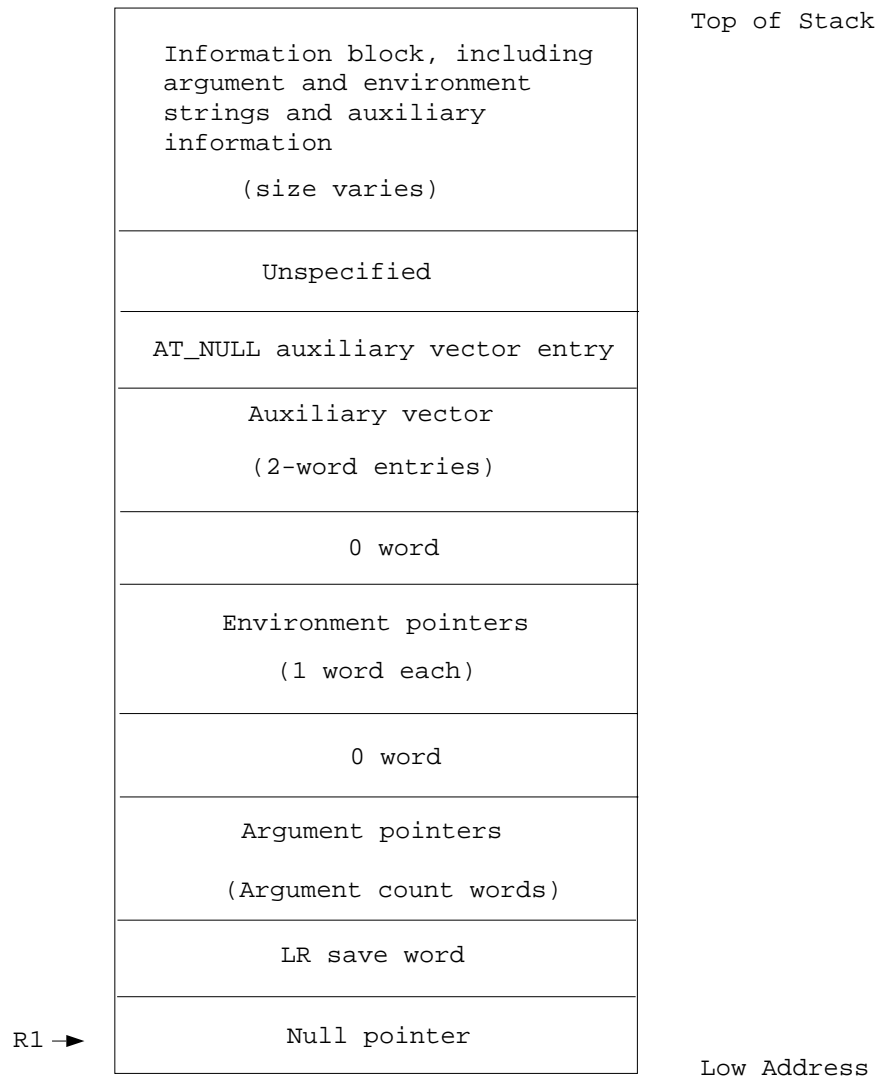 Top of Stack
Information block, including
argument and environment
strings and auxiliary
information
(size varies)
Unspecified
AT_NULL auxiliary vector entry
Auxiliary vector
(2-word entries)
0 word
Environment pointers
(1 word each)
0 word
Argument pointers
(Argument count words)
LR save word
R1
Null pointer
Low Address